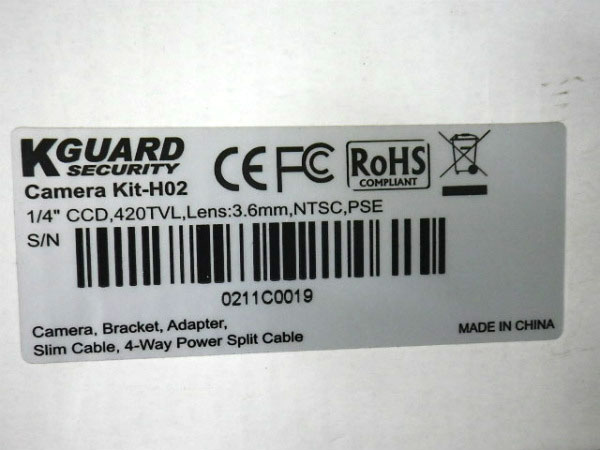 KGUARD
SECURITY
CE FC RoHS
COMPLIANT
Camera Kit-H02
1/4" CCD,420TVL,Lens:3.6mm,NTSC,PSE
S/N
0211C0019
Camera, Bracket, Adapter,
Slim Cable, 4-Way Power Split Cable
MADE IN CHINA